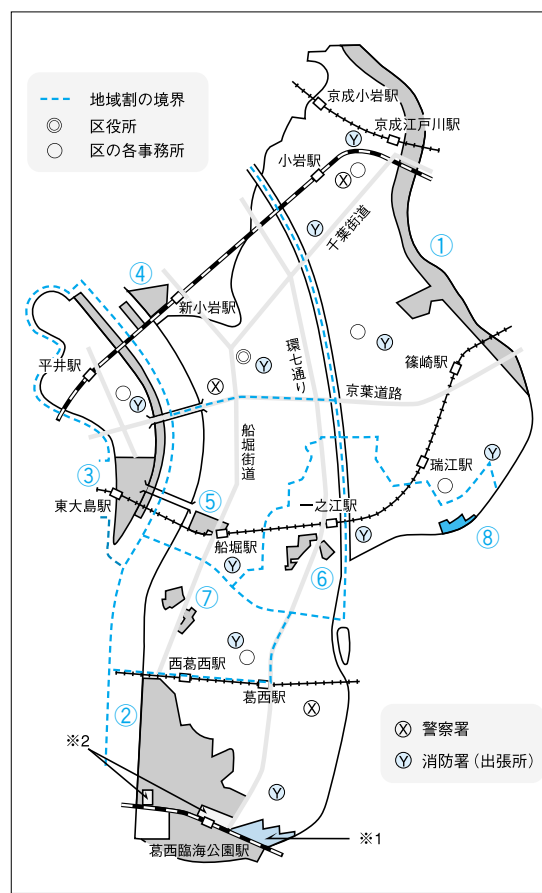 地域割の境界
区役所
区の各事務所
京成小岩駅
京成江戸川駅
小岩駅
千葉街道
①
④
新小岩駅
平井駅
環七通り
篠崎駅
京葉道路
船堀街道
瑞江駅
③
東大島駅
⑤
一之江駅
船堀駅
⑧
⑥
⑦
西葛西駅
葛西駅
②
※2
警察署
消防署(出張所)
※1
葛西臨海公園駅